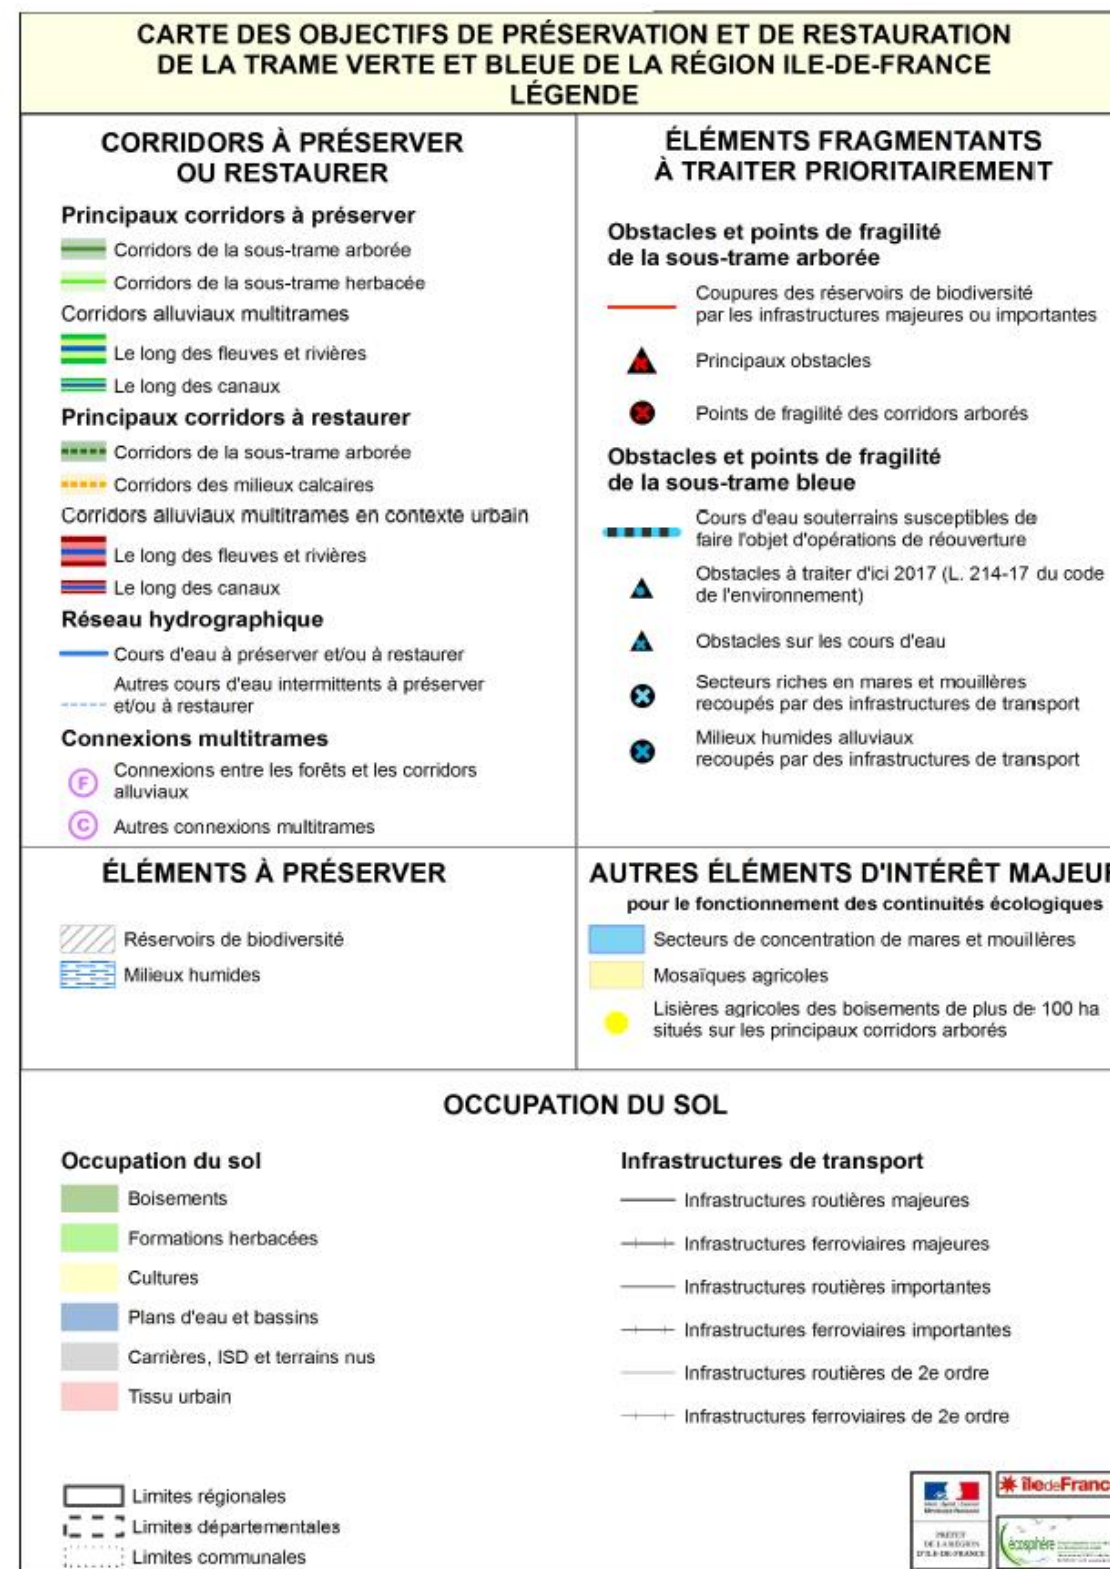 CARTE DES OBJECTIFS DE PRÉSERVATION ET DE RESTAURATION
DE LA TRAME VERTE ET BLEUE DE LA RÉGION ILE-DE-FRANCE
LÉGENDE
CORRIDORS À PRÉSERVER
OU RESTAURER
Principaux corridors à préserver
Corridors de la sous-trame arborée
Corridors de la sous-trame herbacée
Corridors alluviaux multitrames
Le long des fleuves et rivières
Le long des canaux
Principaux corridors à restaurer
Corridors de la sous-trame arborée
Corridors des milieux calcaires
Corridors alluviaux multitrames en contexte urbain
Le long des fleuves et rivières
Le long des canaux
Réseau hydrographique
Cours d'eau à préserver et/ou à restaurer
Autres cours d'eau intermittents à préserver
et/ou à restaurer
Connexions multitrames
F
Connexions entre les forêts et les corridors
alluviaux
C
Autres connexions multitrames
ÉLÉMENTS FRAGMENTANTS
À TRAITER PRIORITAIREMENT
Obstacles et points de fragilité
de la sous-trame arborée
Coupures des réservoirs de biodiversité
par les infrastructures majeures ou importantes
Principaux obstacles
Points de fragilité des corridors arborés
Obstacles et points de fragilité
de la sous-trame bleue
Cours d'eau souterrains susceptibles de
faire l'objet d'opérations de réouverture
Obstacles à traiter d'ici 2017 (L. 214-17 du code
de l'environnement)
Obstacles sur les cours d'eau
Secteurs riches en mares et mouillères
recoupés par des infrastructures de transport
Milieux humides alluviaux
recoupés par des infrastructures de transport
ÉLÉMENTS À PRÉSERVER
Réservoirs de biodiversité
Milieux humides
AUTRES ÉLÉMENTS D'INTÉRÊT MAJEUR
pour le fonctionnement des continuités écologiques
Secteurs de concentration de mares et mouillères
Mosaïques agricoles
Lisières agricoles des boisements de plus de 100 ha
situés sur les principaux corridors arborés
OCCUPATION DU SOL
Occupation du sol
Boisements
Formations herbacées
Cultures
Plans d'eau et bassins
Carrières, ISD et terrains nus
Tissu urbain
Infrastructures de transport
Infrastructures routières majeures
Infrastructures ferroviaires majeures
Infrastructures routières importantes
Infrastructures ferroviaires importantes
Infrastructures routières de 2e ordre
Infrastructures ferroviaires de 2e ordre
Limites régionales
Limites départementales
Limites communales
PRÉFET
DE LA RÉGION
D'ILE-DE-FRANCE
îledeFranc
écosphère